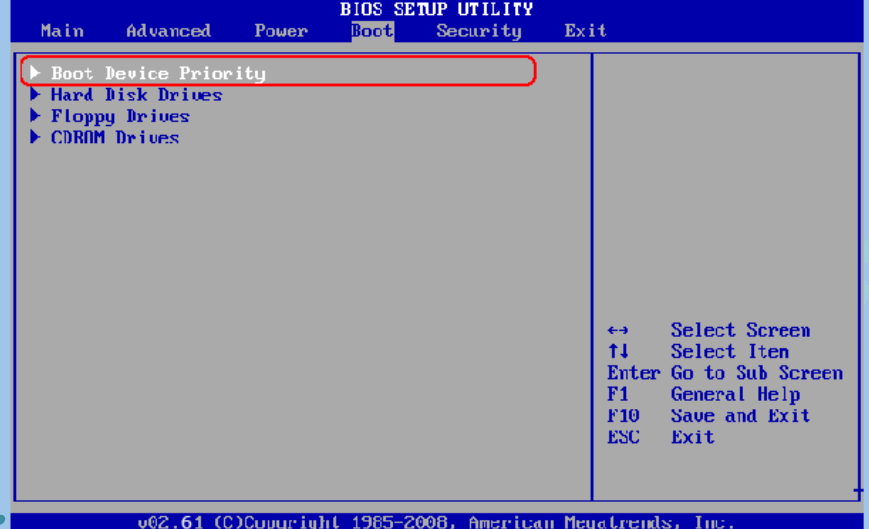 BIOS SETUP UTILITY
Main Advanced Power Boot Security Exit
Boot Device Priority
Hard Disk Drives
Floppy Drives
CDROM Drives
←→ Select Screen
↑↓ Select Item
Enter Go to Sub Screen
F1 General Help
F10 Save and Exit
ESC Exit
v02.61 (C)Copyright 1985-2008, American Megatrends, Inc.